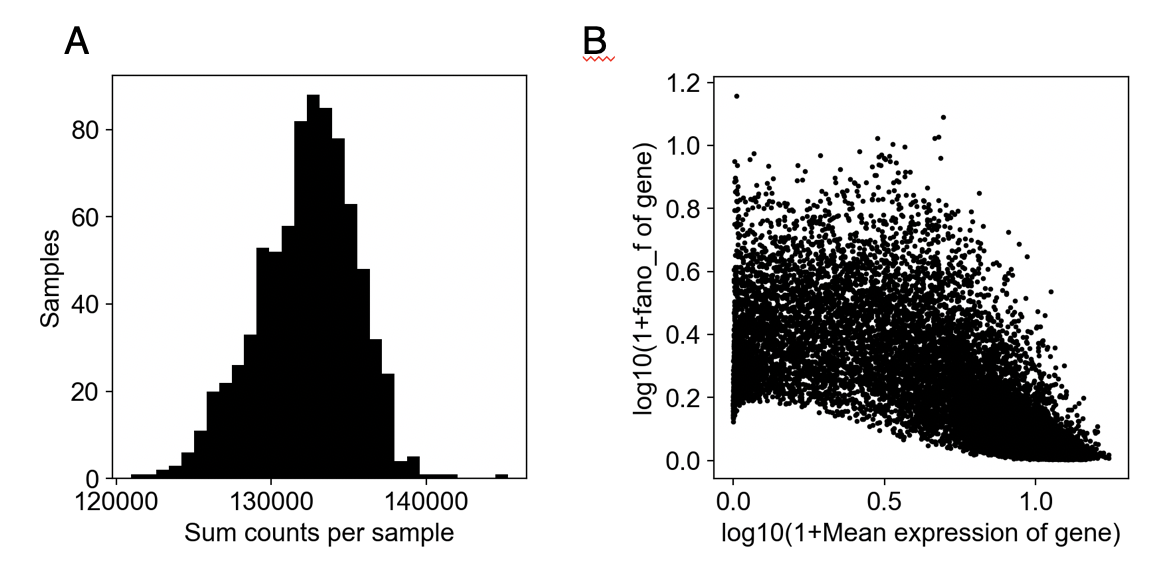 A
Samples
80
60
40
20
0
120000 130000 140000
Sum counts per sample
B
log10(1+fano_f of gene)
1.2
1.0
0.8
0.6
0.4
0.2
0.0
0.0 0.5 1.0
log10(1+Mean expression of gene)